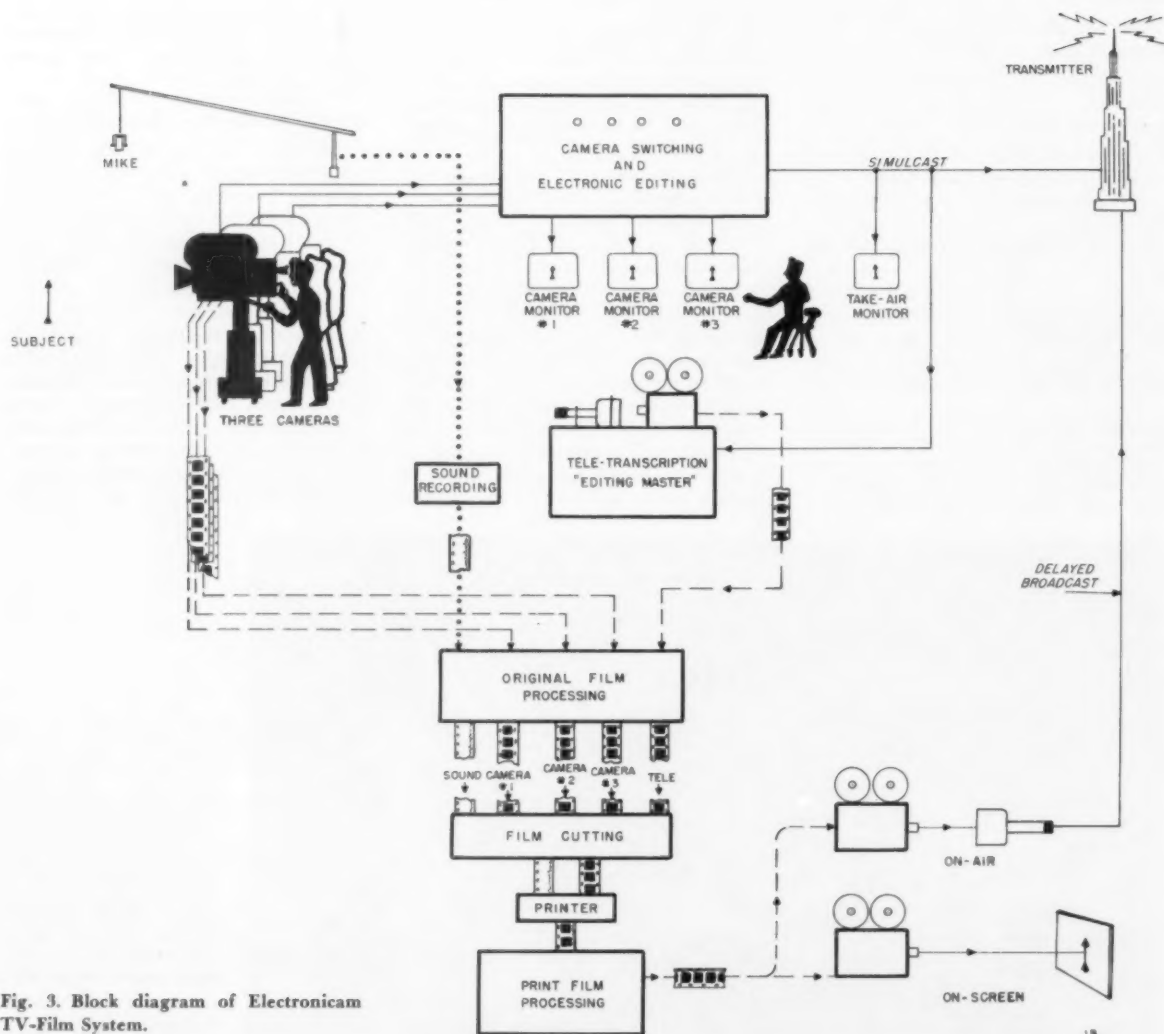 TRANSMITTER
MIKE
CAMERA SWITCHING
AND
ELECTRONIC EDITING
SIMULCAST
CAMERA
MONITOR
#1
CAMERA
MONITOR
#2
CAMERA
MONITOR
#3
TAKE-AIR
MONITOR
SUBJECT
THREE CAMERAS
SOUND
RECORDING
TELE-TRANSCRIPTION
"EDITING MASTER"
DELAYED
BROADCAST
ORIGINAL FILM
PROCESSING
SOUND
CAMERA
#1
CAMERA
#2
CAMERA
#3
TELE
FILM CUTTING
ON-AIR
PRINTER
PRINT FILM
PROCESSING
ON-SCREEN
Fig. 3. Block diagram of Electronicam
TV-Film System.